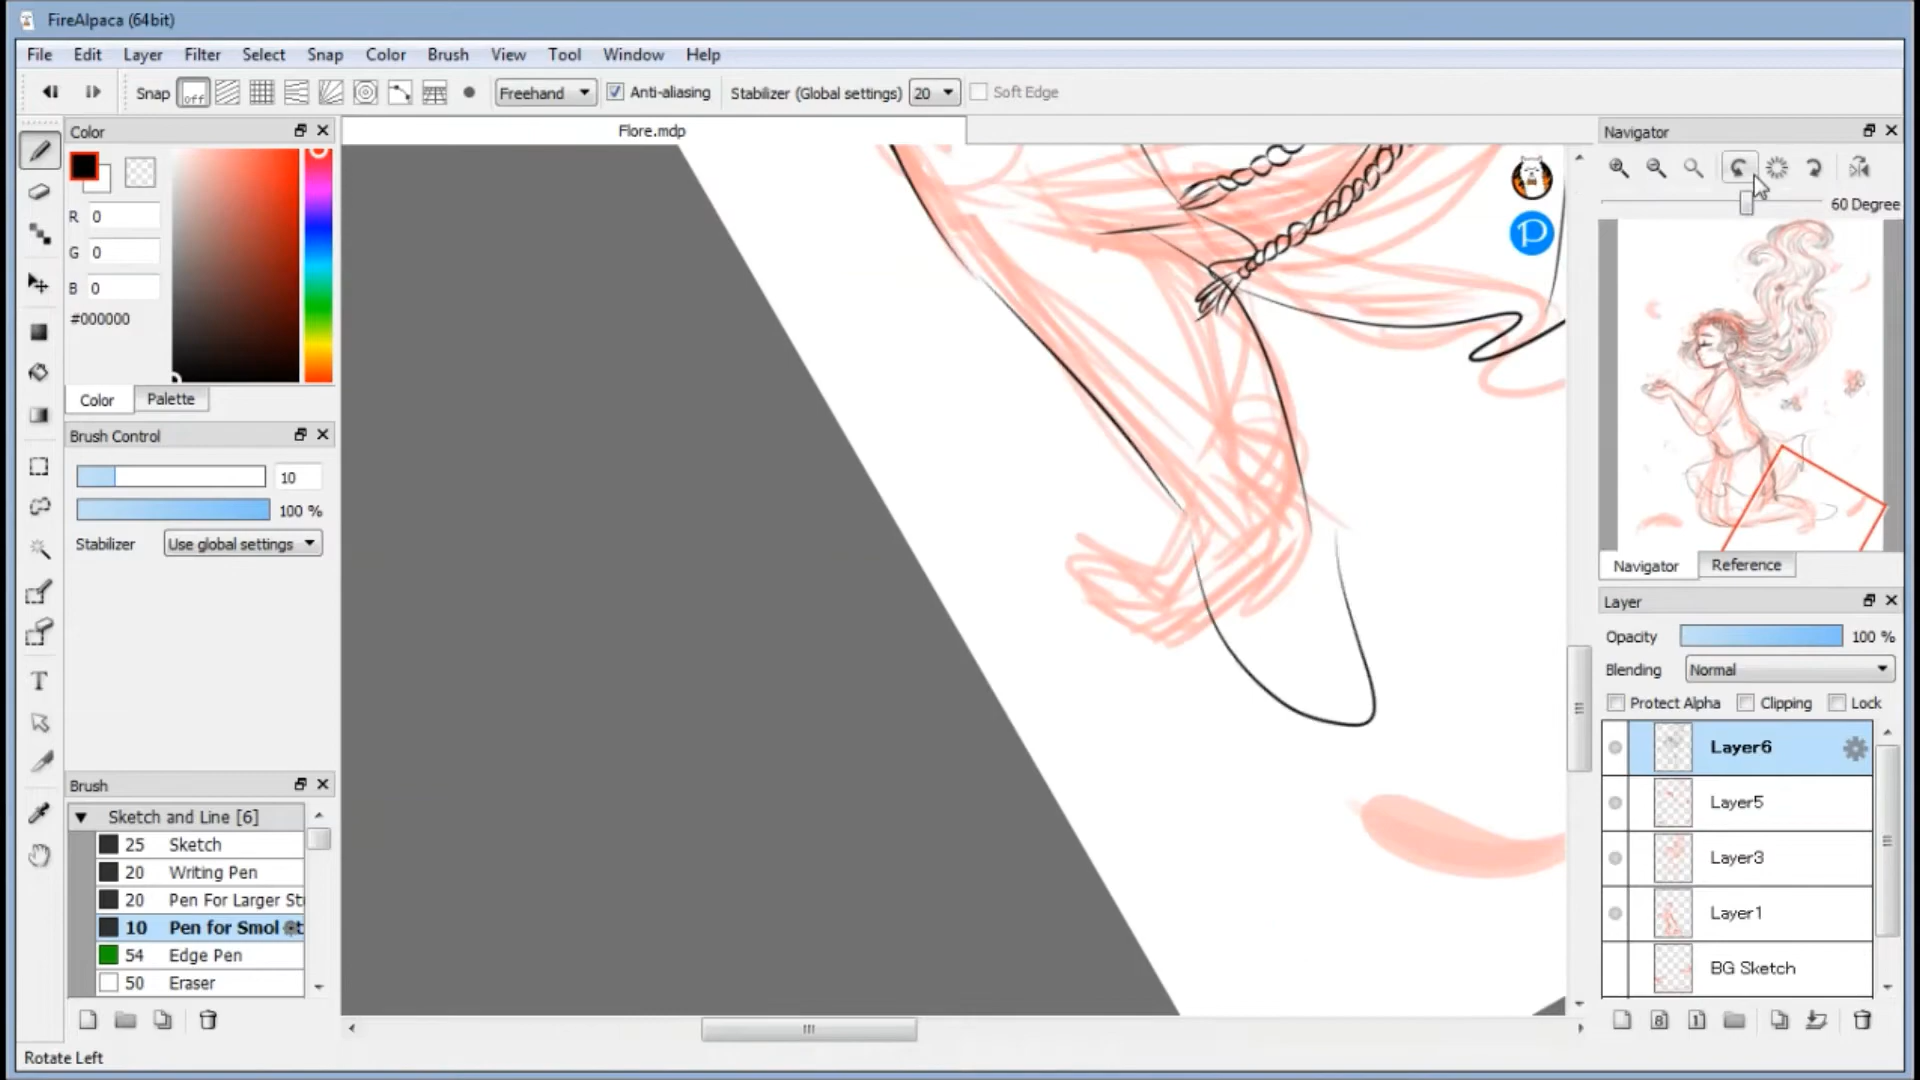 FireAlpaca (64bit)
File Edit Layer Filter Select Snap Color Brush View Tool Window Help
Snap off Freehand Anti-aliasing Stabilizer (Global settings) 20 Soft Edge
Color
Flore.mdp
Navigator
R 0
G 0
B 0
#000000
60 Degree
Color Palette
Brush Control
10
100 %
Stabilizer Use global settings
Navigator Reference
Layer
Opacity 100 %
Blending Normal
Protect Alpha Clipping Lock
Layer6
Layer5
Layer3
Layer1
BG Sketch
Brush
Sketch and Line [6]
25 Sketch
20 Writing Pen
20 Pen For Larger St
10 Pen for Smol
54 Edge Pen
50 Eraser
8 1
Rotate Left